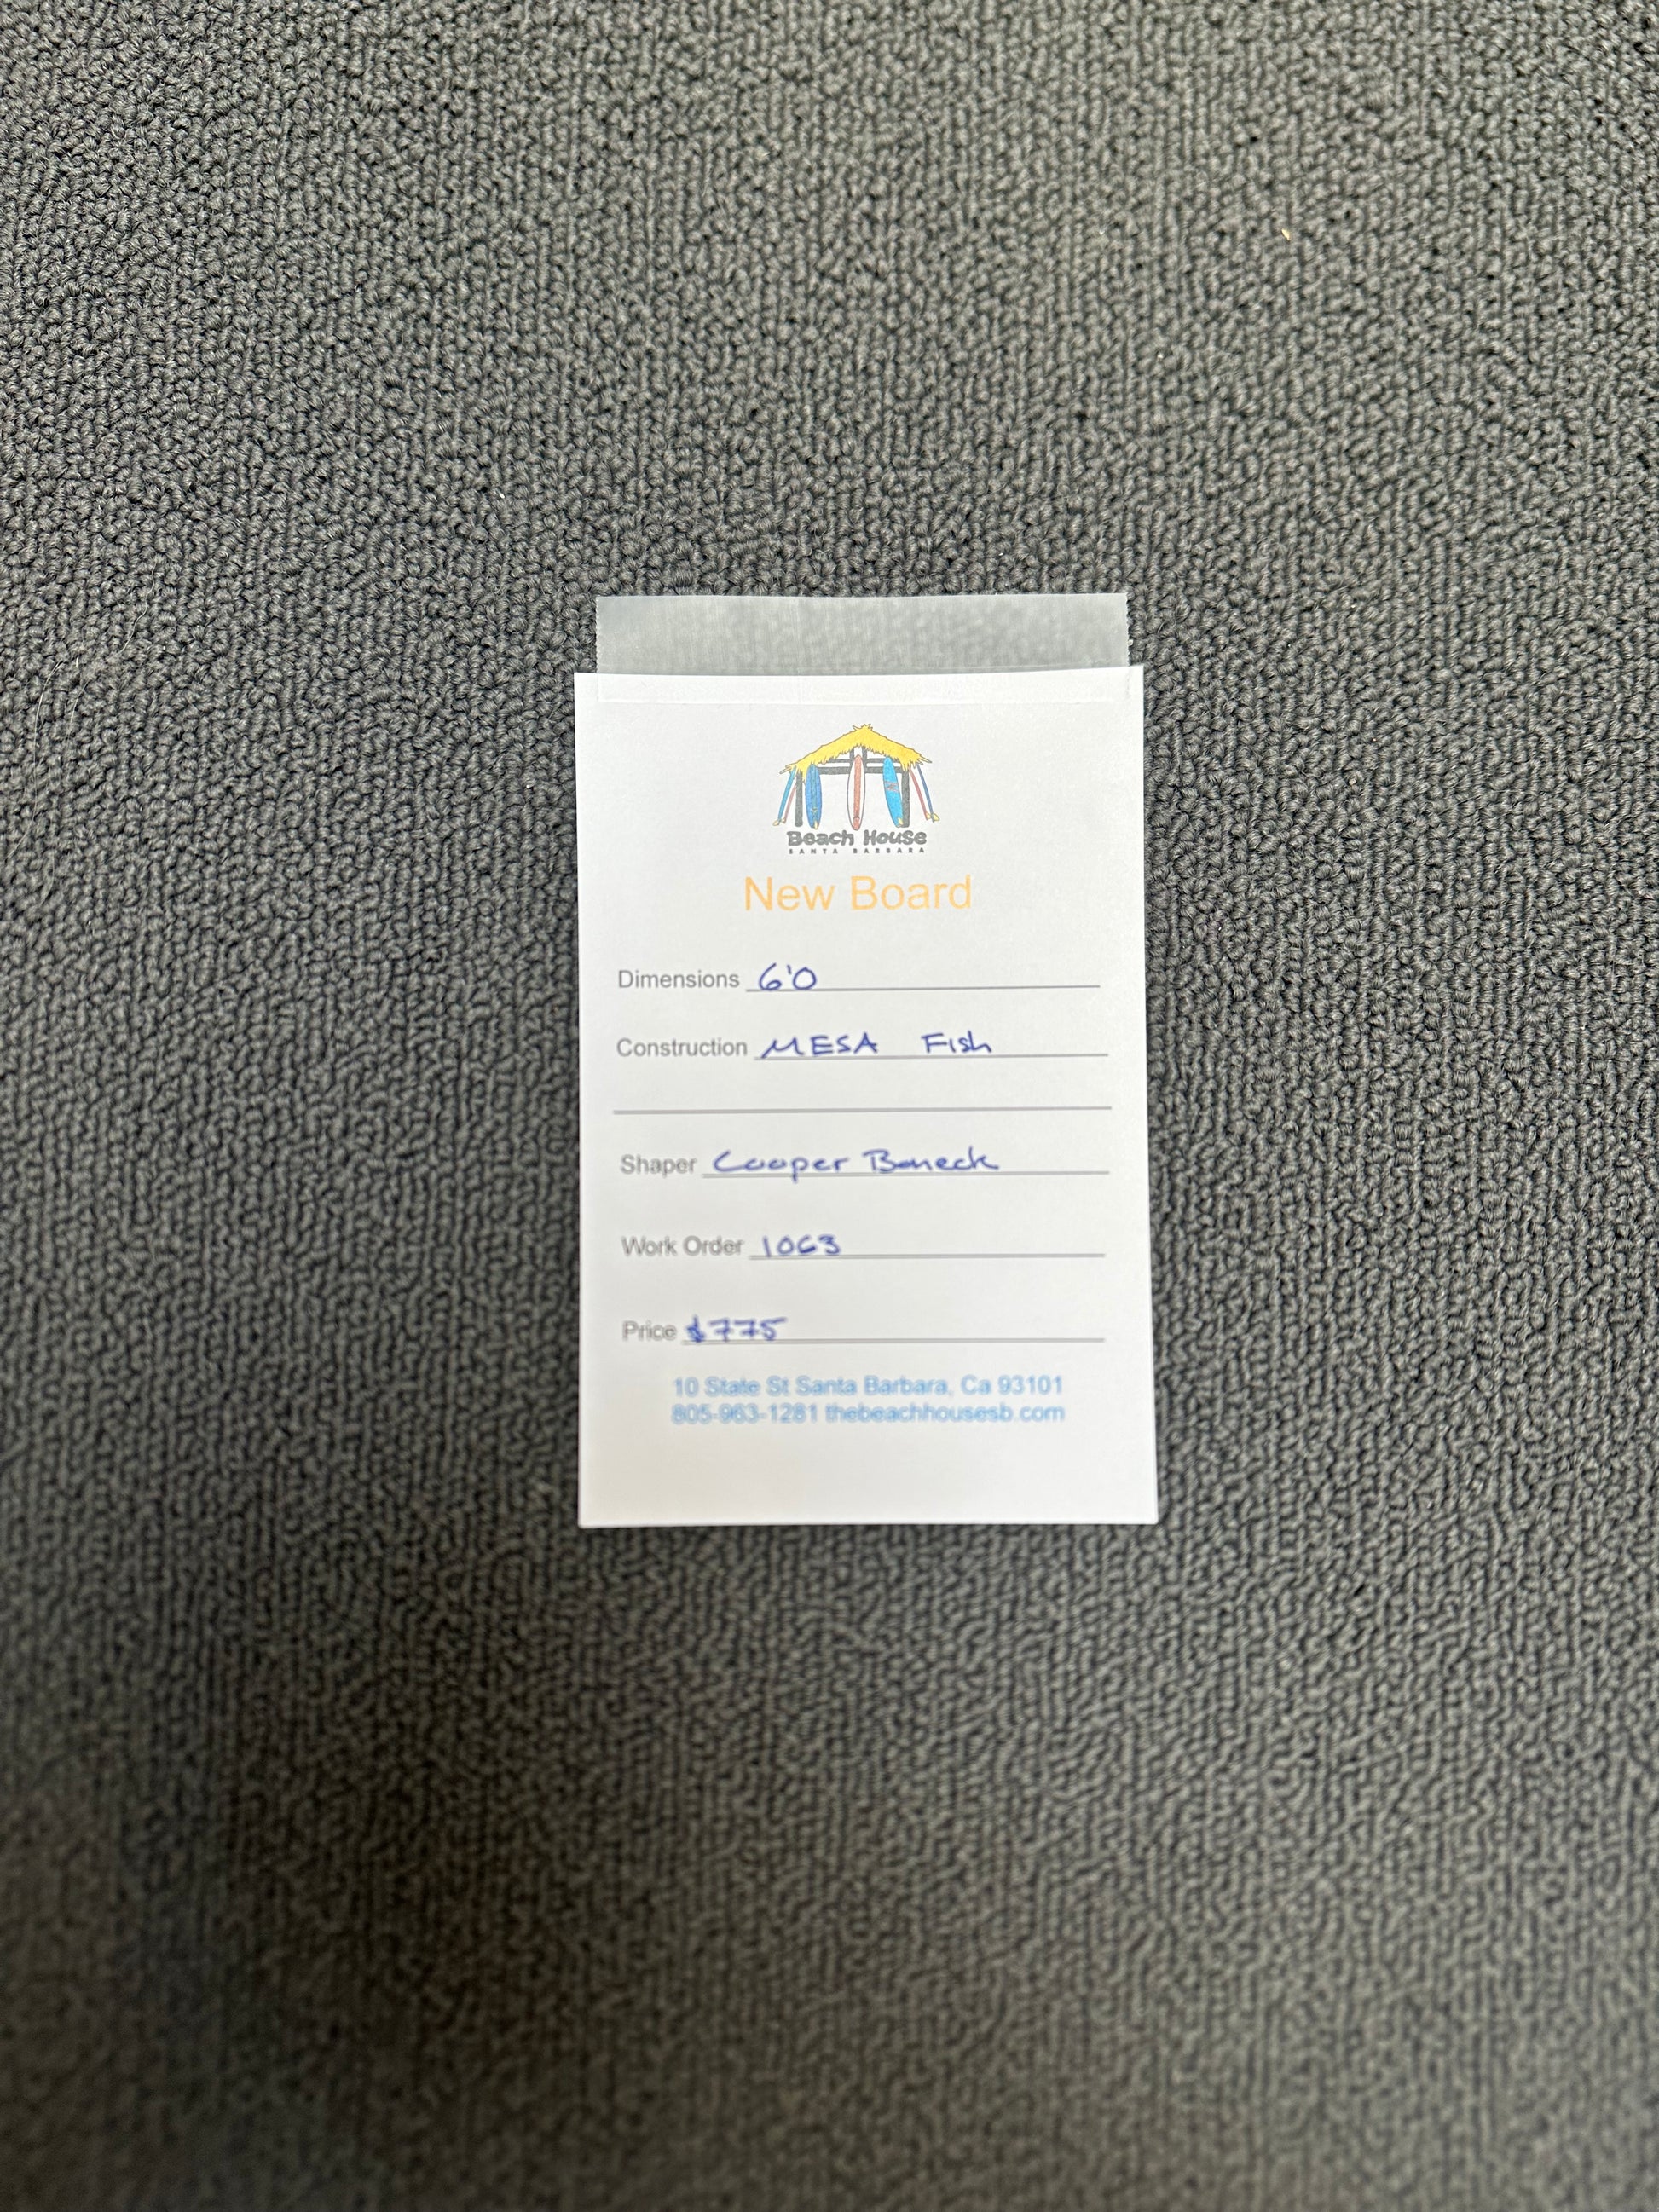 Beach House
SANTA BARBARA
New Board
Dimensions 6'0
Construction MESA Fish
Shaper Cooper Boneck
Work Order 1063
Price $775
10 State St Santa Barbara, Ca 93101
805-963-1281 thebeachhousesb.com